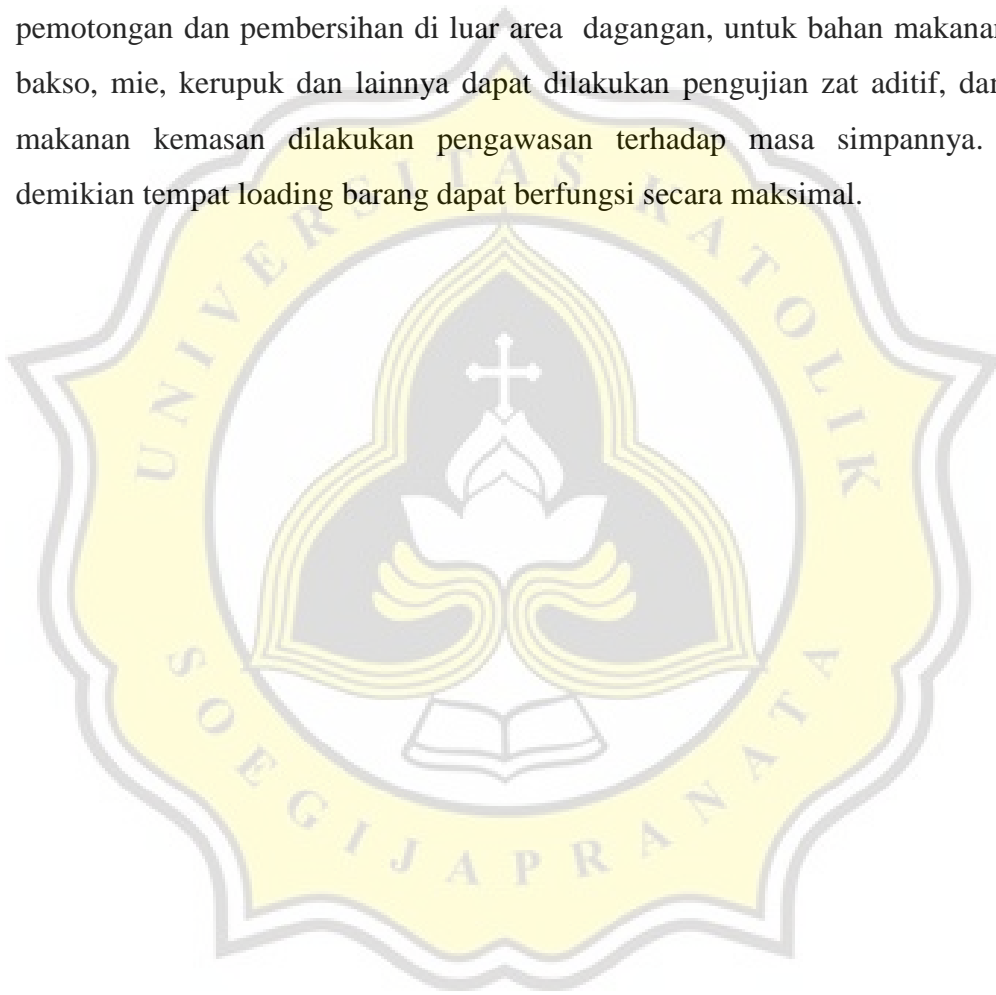 pemotongan dan pembersihan di luar area dagangan, untuk bahan makanan
bakso, mie, kerupuk dan lainnya dapat dilakukan pengujian zat aditif, dan
makanan kemasan dilakukan pengawasan terhadap masa simpannya.
demikian tempat loading barang dapat berfungsi secara maksimal.
UNIVERSITAS KATOLIK
SOEGIJAPRANATA